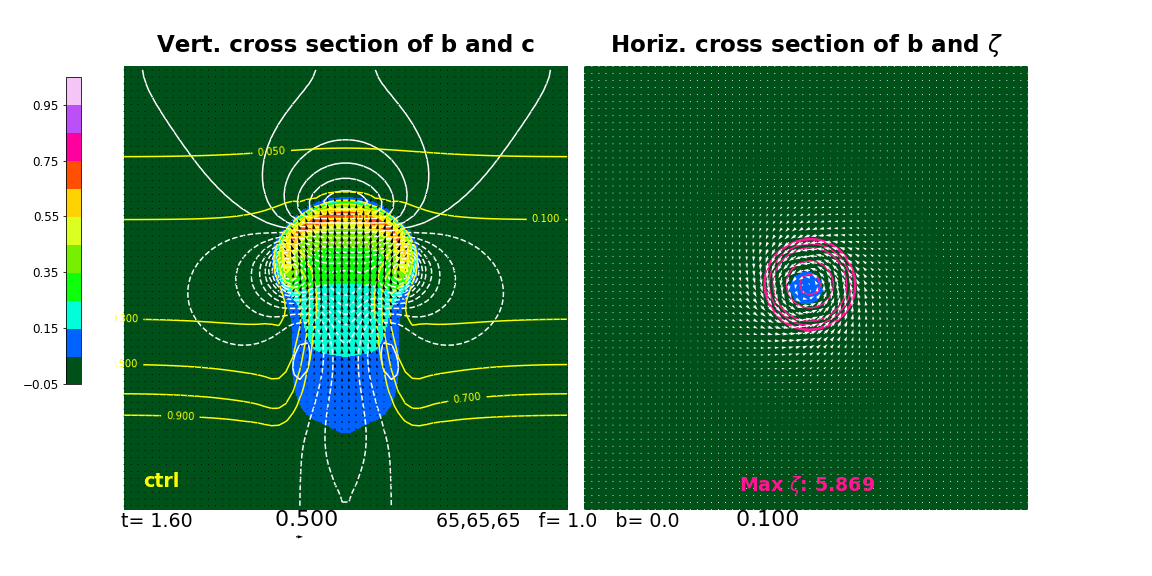 Vert. cross section of b and c
Horiz. cross section of b and ζ
0.95
0.75
0.55
0.35
0.15
−0.05
0.050
0.100
.300
.500
0.700
0.900
ctrl
Max ζ: 5.869
t= 1.60
0.500
65,65,65
f= 1.0
b= 0.0
0.100